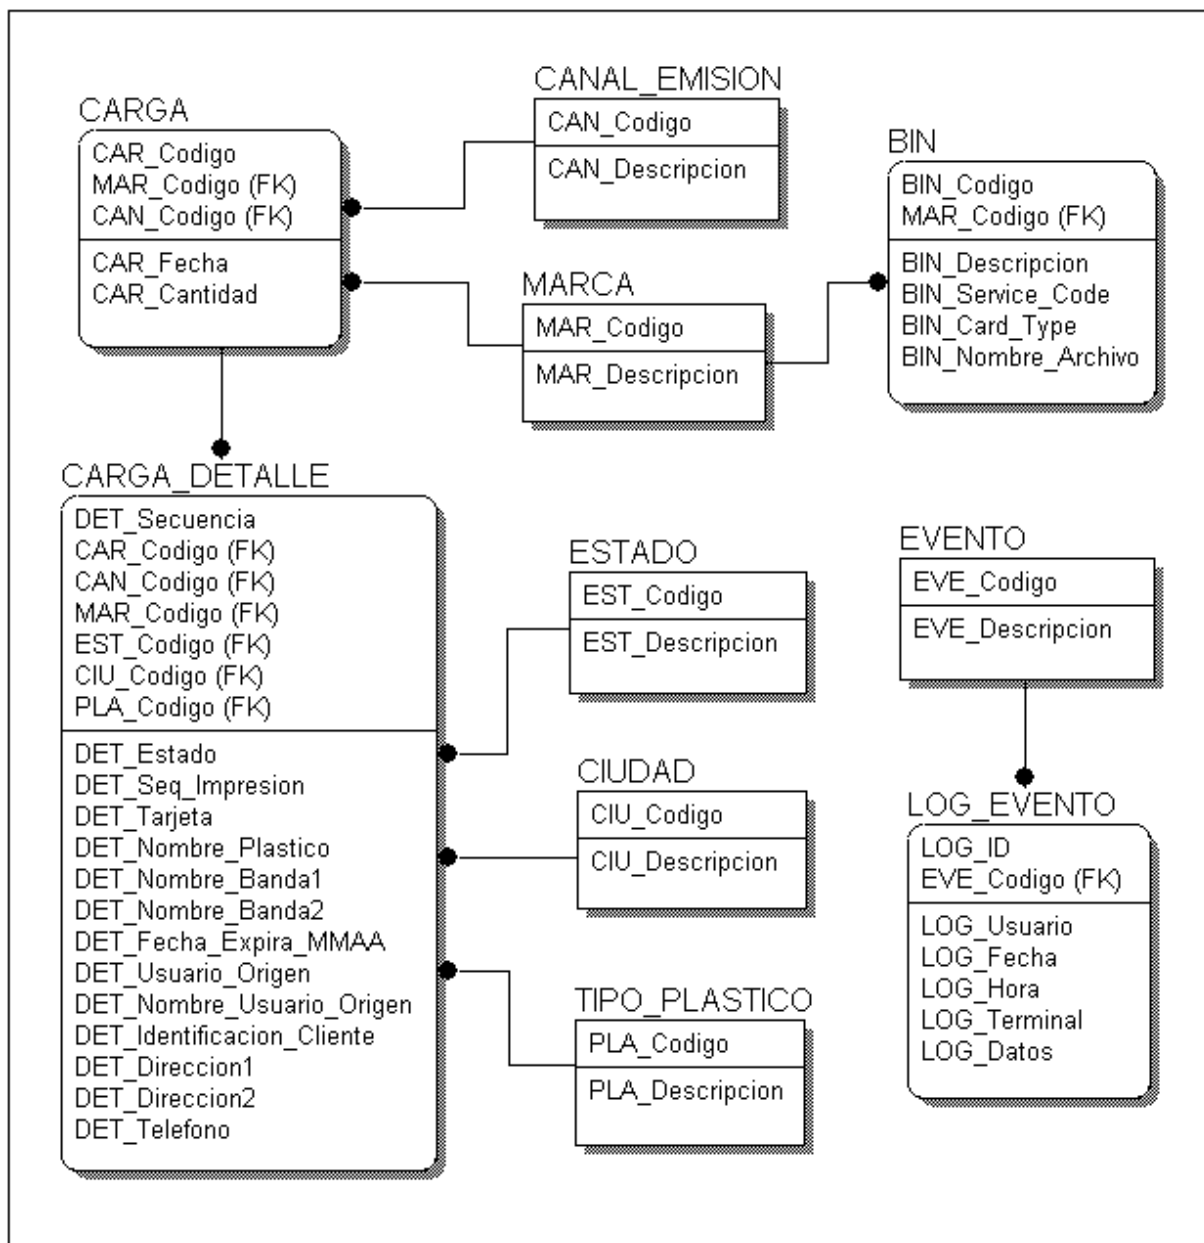 CARGA
CAR_Codigo
MAR_Codigo (FK)
CAN_Codigo (FK)
CAR_Fecha
CAR_Cantidad
CANAL_EMISION
CAN_Codigo
CAN_Descripcion
MARCA
MAR_Codigo
MAR_Descripcion
BIN
BIN_Codigo
MAR_Codigo (FK)
BIN_Descripcion
BIN_Service_Code
BIN_Card_Type
BIN_Nombre_Archivo
CARGA_DETALLE
DET_Secuencia
CAR_Codigo (FK)
CAN_Codigo (FK)
MAR_Codigo (FK)
EST_Codigo (FK)
CIU_Codigo (FK)
PLA_Codigo (FK)
DET_Estado
DET_Seq_Impresion
DET_Tarjeta
DET_Nombre_Plastico
DET_Nombre_Banda1
DET_Nombre_Banda2
DET_Fecha_Expira_MMAA
DET_Usuario_Origen
DET_Nombre_Usuario_Origen
DET_Identificacion_Cliente
DET_Direccion1
DET_Direccion2
DET_Telefono
ESTADO
EST_Codigo
EST_Descripcion
CIUDAD
CIU_Codigo
CIU_Descripcion
TIPO_PLASTICO
PLA_Codigo
PLA_Descripcion
EVENTO
EVE_Codigo
EVE_Descripcion
LOG_EVENTO
LOG_ID
EVE_Codigo (FK)
LOG_Usuario
LOG_Fecha
LOG_Hora
LOG_Terminal
LOG_Datos